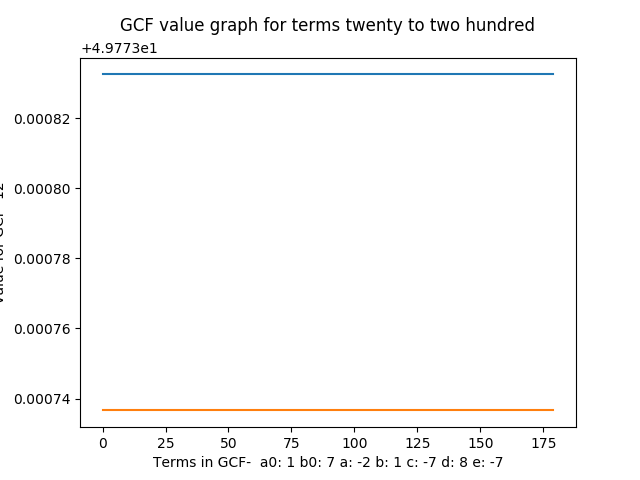 GCF value graph for terms twenty to two hundred
+4.9773e1
0.00082
0.00080
0.00078
0.00076
0.00074
0 25 50 75 100 125 150 175
Terms in GCF- a0: 1 b0: 7 a: -2 b: 1 c: -7 d: 8 e: -7